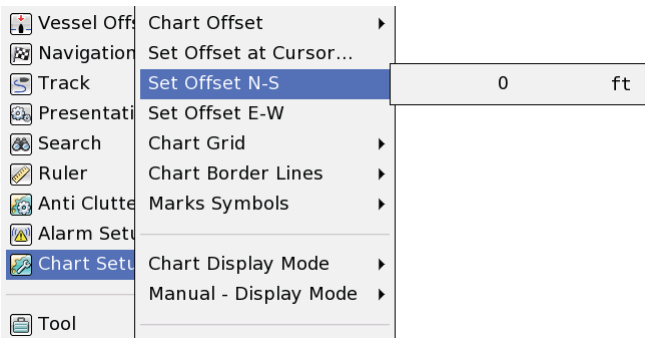 Vessel Offs
Navigation
Track
Presentati
Search
Ruler
Anti Clutte
Alarm Setu
Chart Setu
Tool
Chart Offset
Set Offset at Cursor...
Set Offset N-S
Set Offset E-W
Chart Grid
Chart Border Lines
Marks Symbols
Chart Display Mode
Manual - Display Mode
0 ft